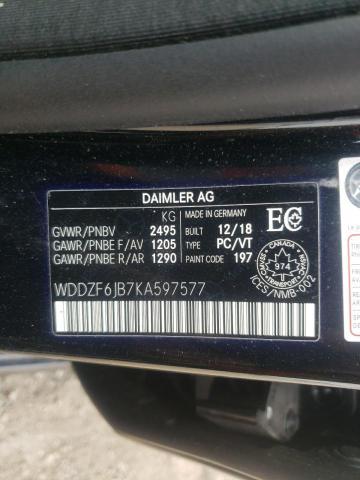 DAIMLER AG
KG MADE IN GERMANY
GVWR/PNBV 2495 BUILT 12/18
GAWR/PNBE F/AV 1205 TYPE PC/VT
GAWR/PNBE R/AR 1290 PAINT CODE 197
EC
CANADA
974
TRANSPORT
CES/NMB-002
WDDZF6JB7KA597577